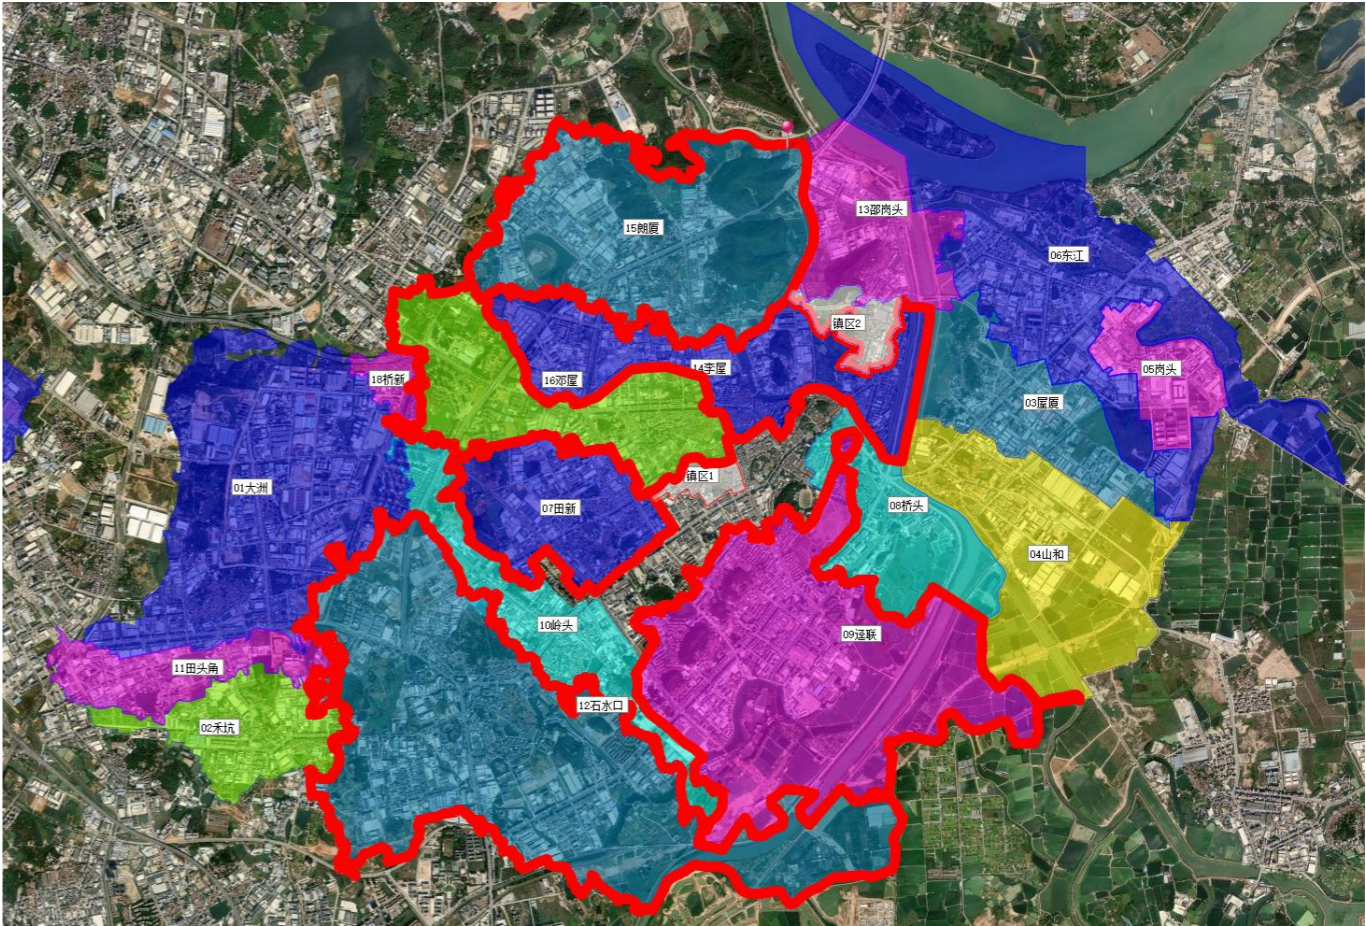 15朗厦
13邵岗头
06东江
镇区2
14李屋
05岗头
18桥新
16邓屋
03屋厦
镇区1
01大洲
07田新
08桥头
04山和
10岭头
09迳联
11田头角
12石水口
02禾坑